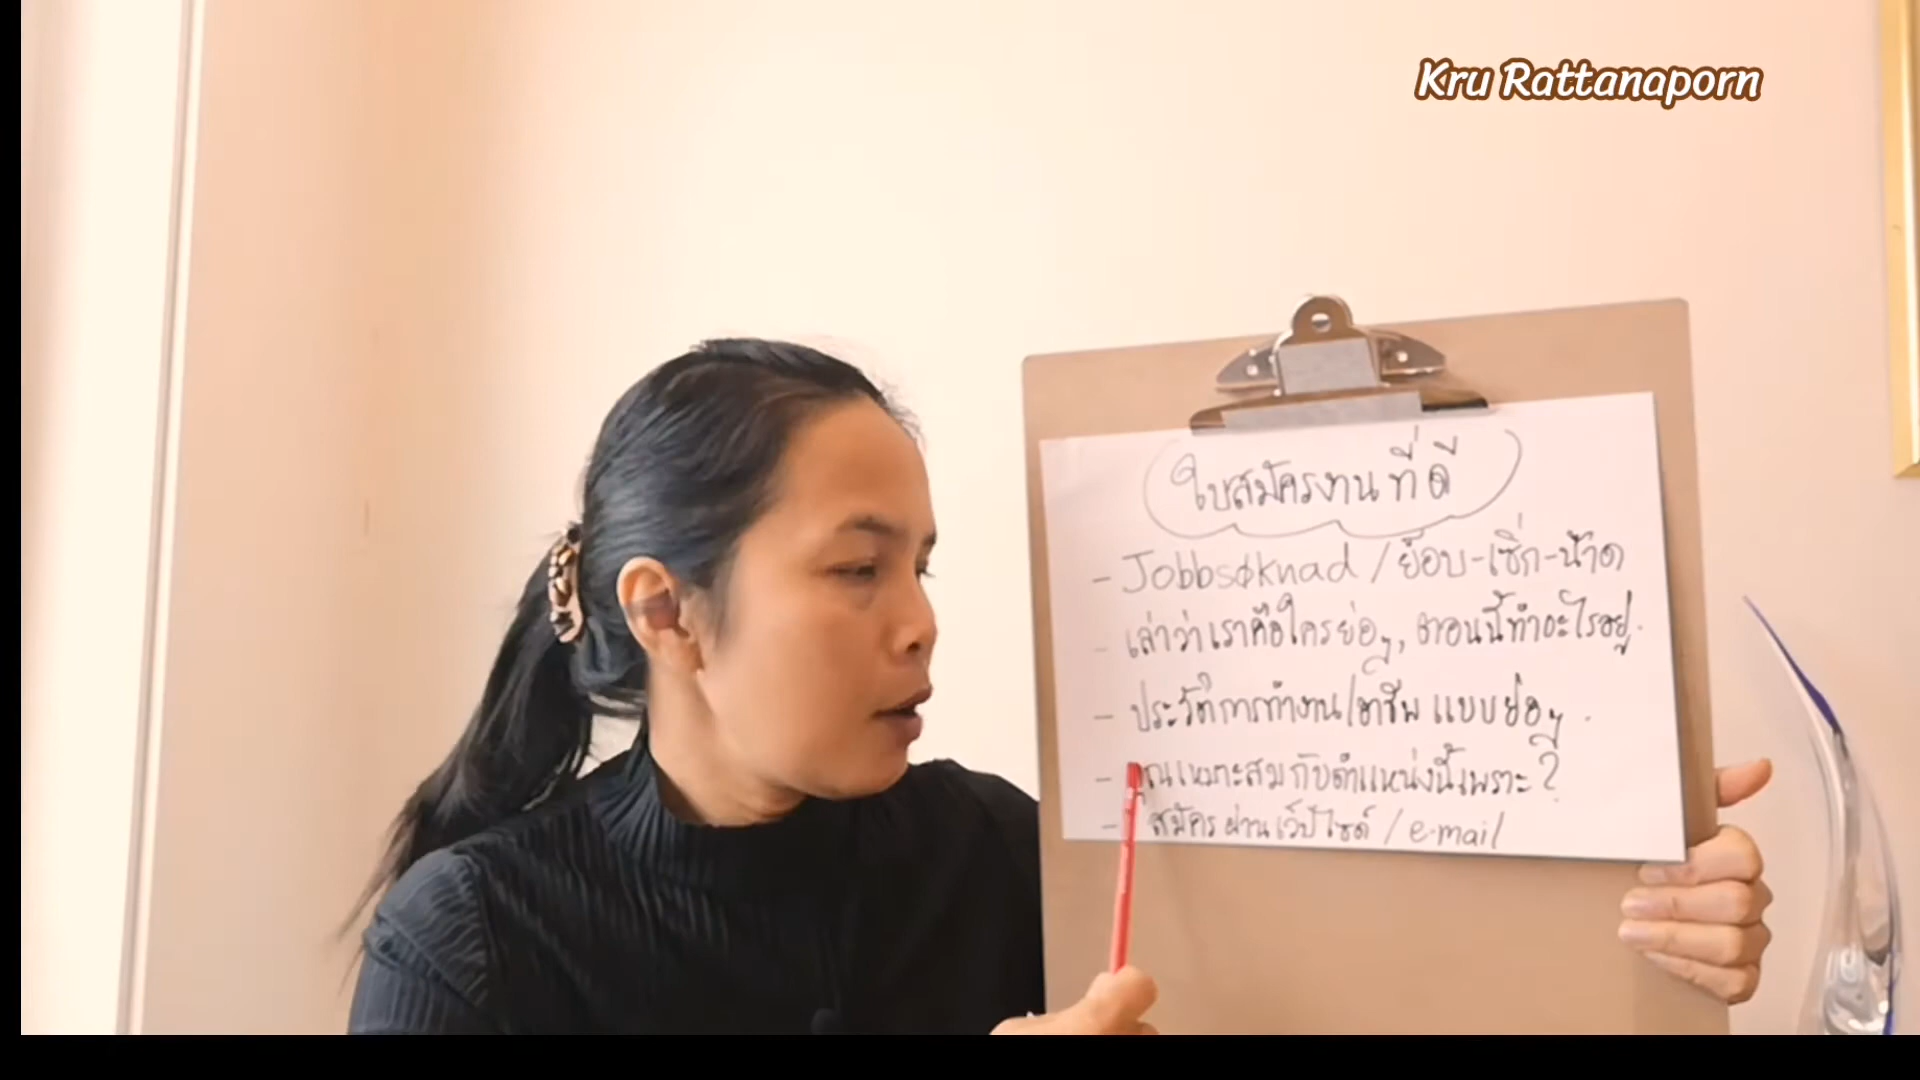 Kru Rattanaporn
ใบสมัครงานที่ดี
- Jobbsøknad / ย้อบ-เซิ่ก-น้าด
- เล่าว่าเราคือใครย่อๆ, ตอนนี้ทำอะไรอยู่.
- ประวัติการทำงาน/อาชีพ แบบย่อๆ.
- คุณเหมาะสมกับตำแหน่งนี้เพราะ ?
- สมัครผ่านเว็ปไซด์ / e-mail